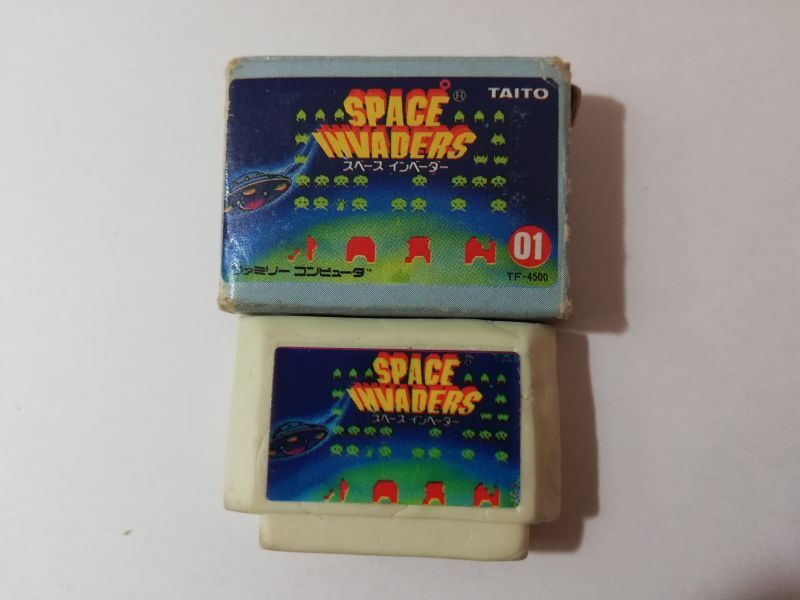 TAITO
SPACE®
INVADERS
スペース インベーダー
01
ファミリー コンピュータ™
TF-4500
SPACE®
INVADERS
スペース インベーダー